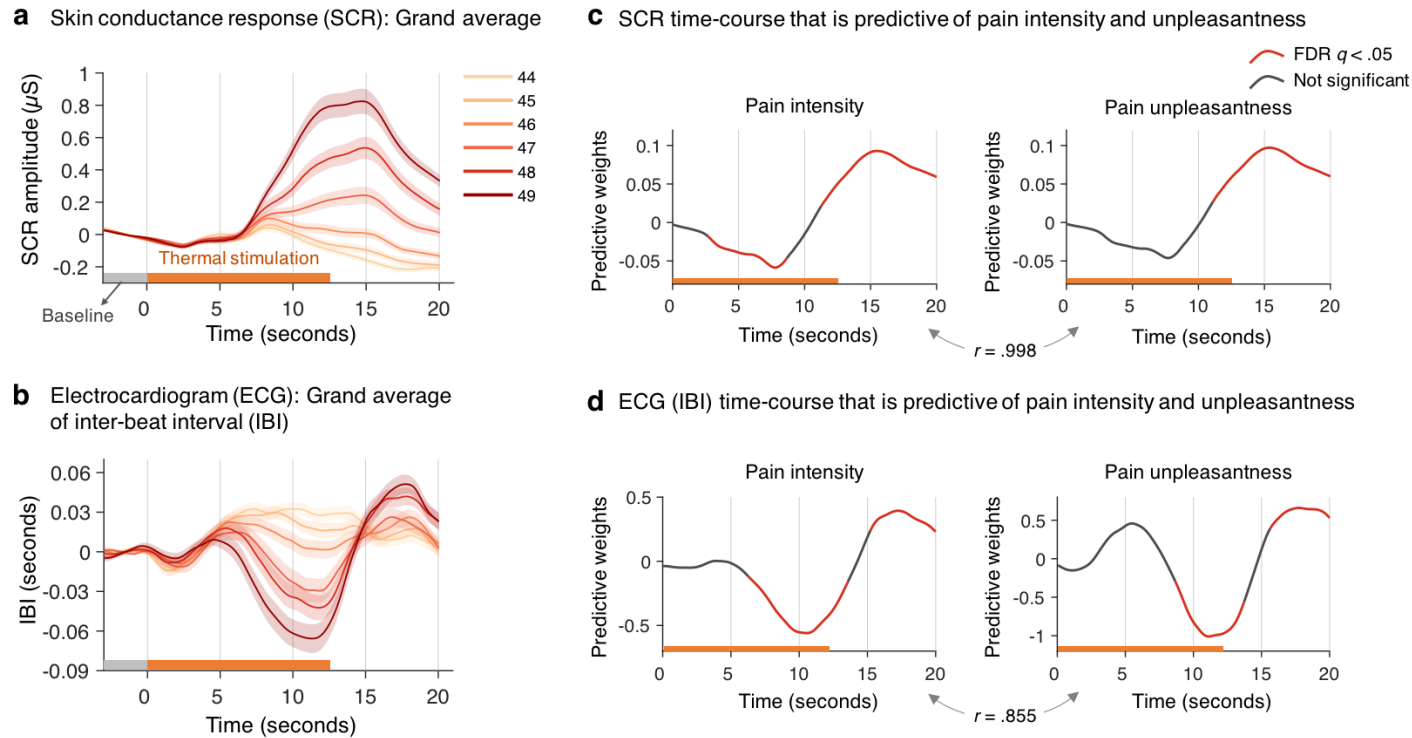 a Skin conductance response (SCR): Grand average
SCR amplitude (μS)
1
0.8
0.6
0.4
0.2
0
-0.2
44
45
46
47
48
49
Thermal stimulation
Baseline
0 5 10 15 20
Time (seconds)
b Electrocardiogram (ECG): Grand average
of inter-beat interval (IBI)
IBI (seconds)
0.06
0.03
0
-0.03
-0.06
-0.09
0 5 10 15 20
Time (seconds)
c SCR time-course that is predictive of pain intensity and unpleasantness
FDR q < .05
Not significant
Pain intensity
Predictive weights
0.1
0.05
0
-0.05
0 5 10 15 20
Time (seconds)
Pain unpleasantness
Predictive weights
0.1
0.05
0
-0.05
0 5 10 15 20
Time (seconds)
r = .998
d ECG (IBI) time-course that is predictive of pain intensity and unpleasantness
Pain intensity
Predictive weights
0.5
0
-0.5
0 5 10 15 20
Time (seconds)
Pain unpleasantness
Predictive weights
0.5
0
-0.5
-1
0 5 10 15 20
Time (seconds)
r = .855